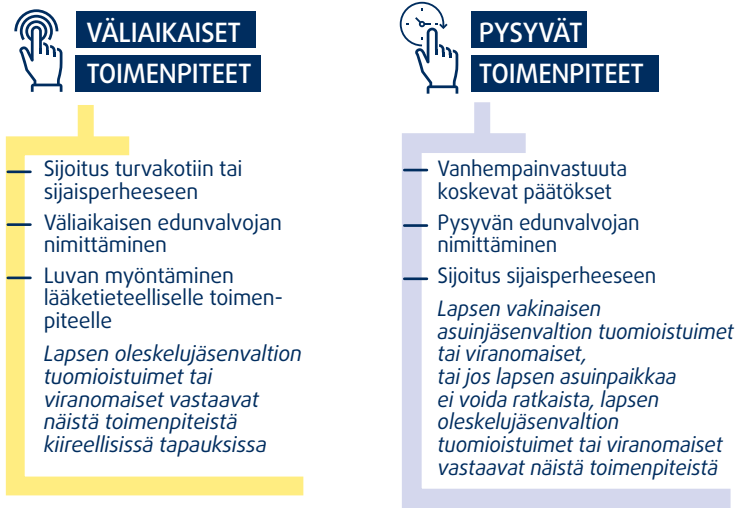 VÄLIAIKAISET
TOIMENPITEET
Sijoitus turvakotiin tai
sijaisperheeseen
Väliaikaisen edunvalvojan
nimittäminen
Luvan myöntäminen
lääketieteelliselle toimen-
piteelle
Lapsen oleskelujäsenvaltion
tuomioistuimet tai
viranomaiset vastaavat
näistä toimenpiteistä
kiireellisissä tapauksissa
PYSYVÄT
TOIMENPITEET
Vanhempainvastuuta
koskevat päätökset
Pysyvän edunvalvojan
nimittäminen
Sijoitus sijaisperheeseen
Lapsen vakinaisen
asuinjäsenvaltion tuomioistuimet
tai viranomaiset,
tai jos lapsen asuinpaikkaa
ei voida ratkaista, lapsen
oleskelujäsenvaltion
tuomioistuimet tai viranomaiset
vastaavat näistä toimenpiteistä